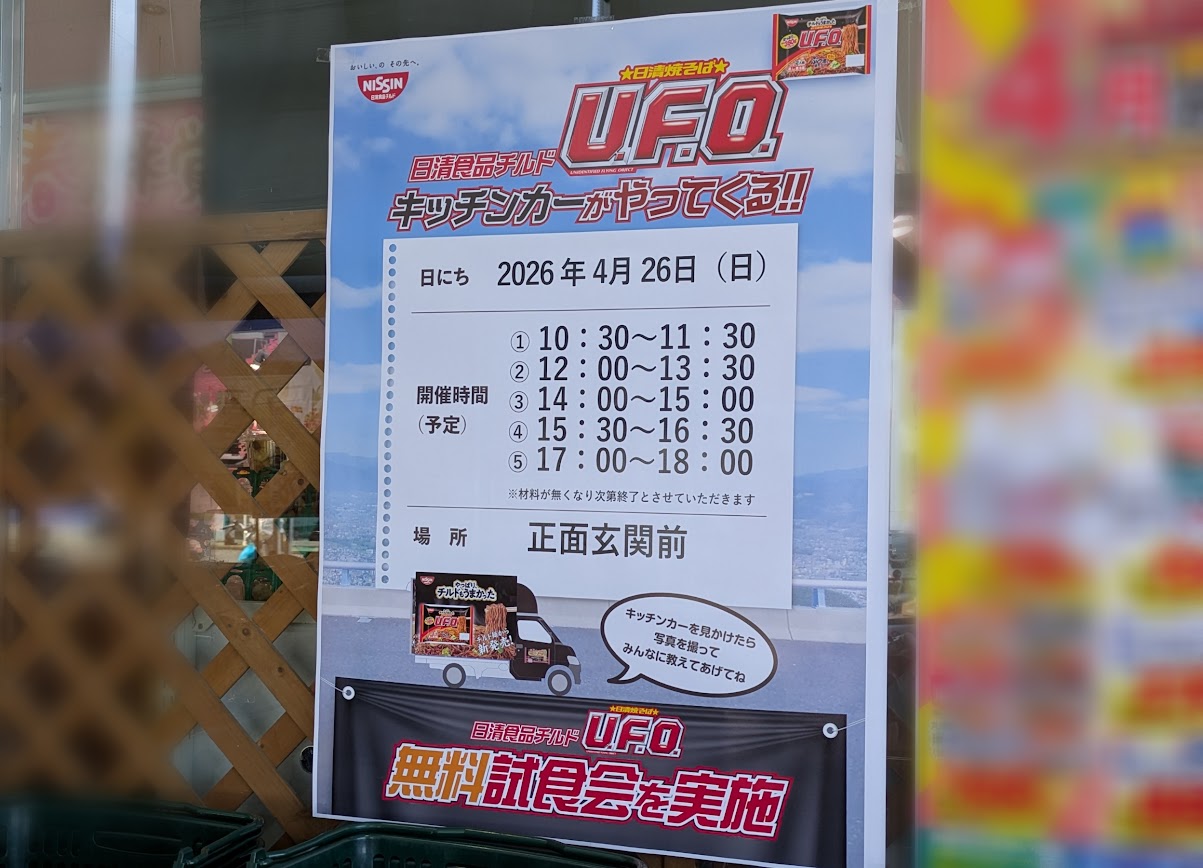 おいしい、の その先へ。
NISSIN
日清食品チルド
U.F.O.
★日清焼そば★
U.F.O.
UNIDENTIFIED FLYING OBJECT
日清食品チルド
キッチンカーがやってくる!!
日にち 2026年4月26日（日）
開催時間
（予定）
① 10：30～11：30
② 12：00～13：30
③ 14：00～15：00
④ 15：30～16：30
⑤ 17：00～18：00
※材料が無くなり次第終了とさせていただきます
場 所 正面玄関前
やっぱり、
チルドもうまかった
U.F.O.
新発売
キッチンカーを見かけたら
写真を撮って
みんなに教えてあげてね
★日清焼そば★
日清食品チルド U.F.O.
無料試食会を実施